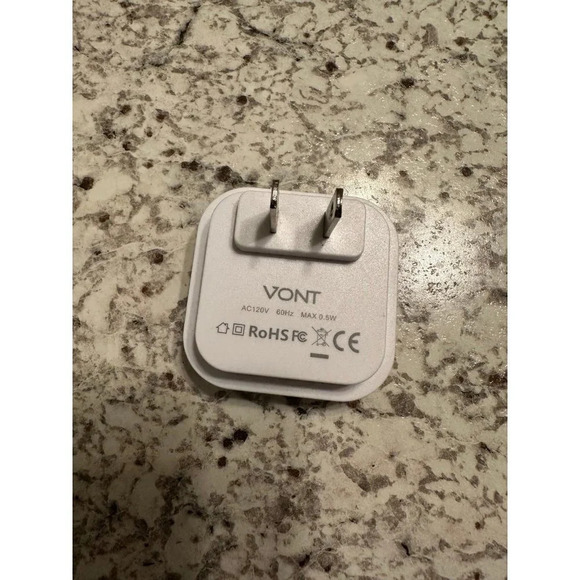 VONT
AC120V 60Hz MAX 0.5W
RoHS FC CE